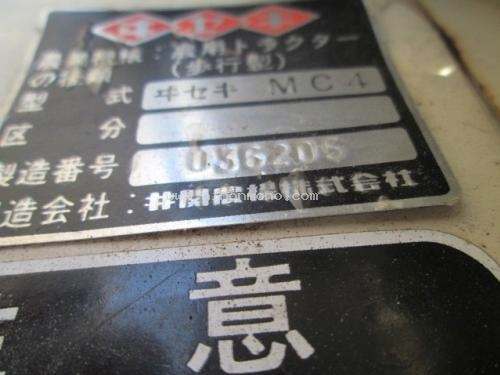 ヰセキ
農業機械 : 農用トラクター
の種類 (歩行型)
型 式 ヰセキ MC4
区 分
製造番号 036205
製造会社 : 井関農機株式会社
意